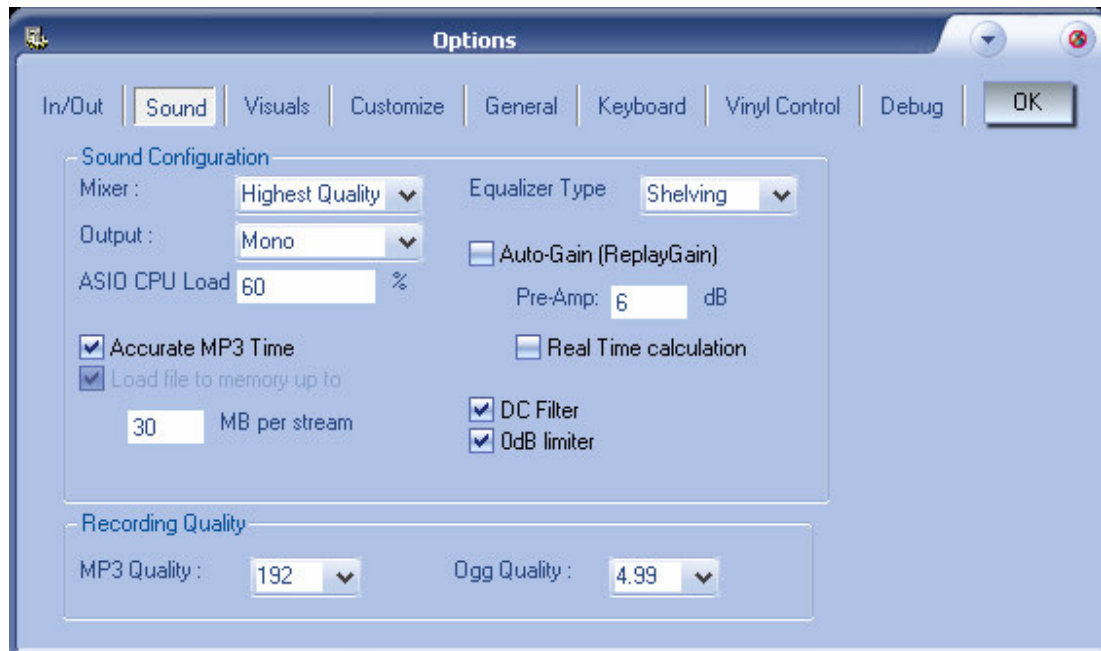 Options
In/Out Sound Visuals Customize General Keyboard Vinyl Control Debug OK
Sound Configuration
Mixer : Highest Quality
Equalizer Type Shelving
Output : Mono
Auto-Gain (ReplayGain)
ASIO CPU Load 60 %
Pre-Amp: 6 dB
Accurate MP3 Time
Real Time calculation
Load file to memory up to
30 MB per stream
DC Filter
0dB limiter
Recording Quality
MP3 Quality : 192
Ogg Quality : 4.99